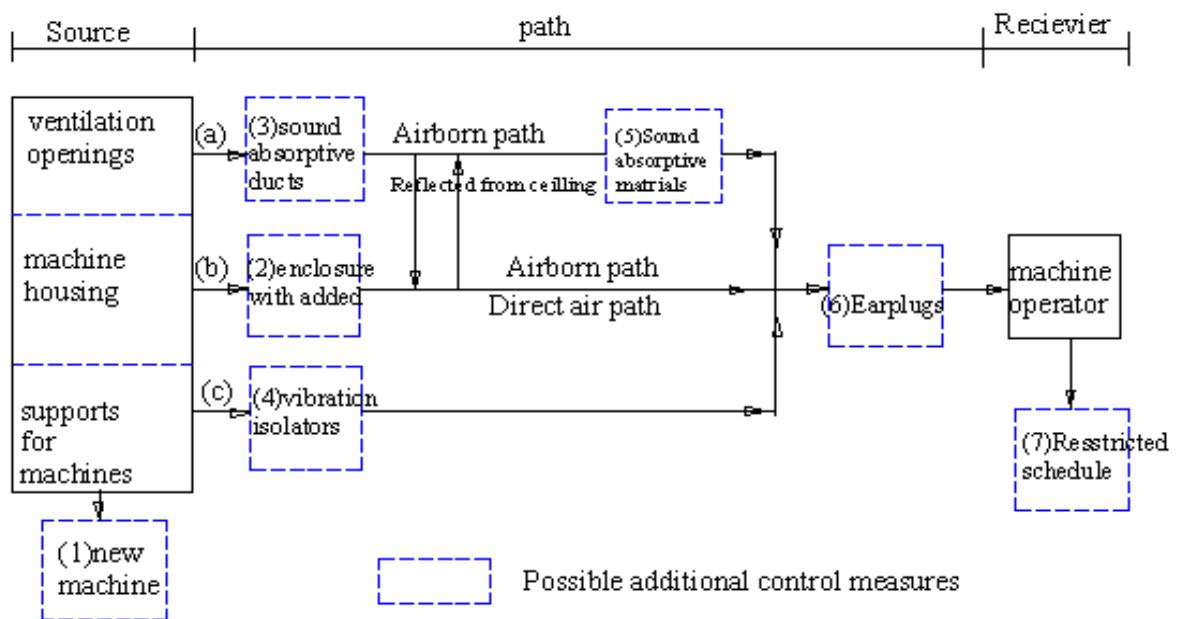 Source
path
Recievier
ventilation
openings
(a)
(3)sound
absorptive
ducts
Airborn path
Reflected from ceilling
(5)Sound
absorptive
matrials
machine
housing
(b)
(2)enclosure
with added
Airborn path
Direct air path
(6)Earplugs
machine
operator
supports
for
machines
(c)
(4)vibration
isolators
(7)Resstricted
schedule
(1)new
machine
Possible additional control measures